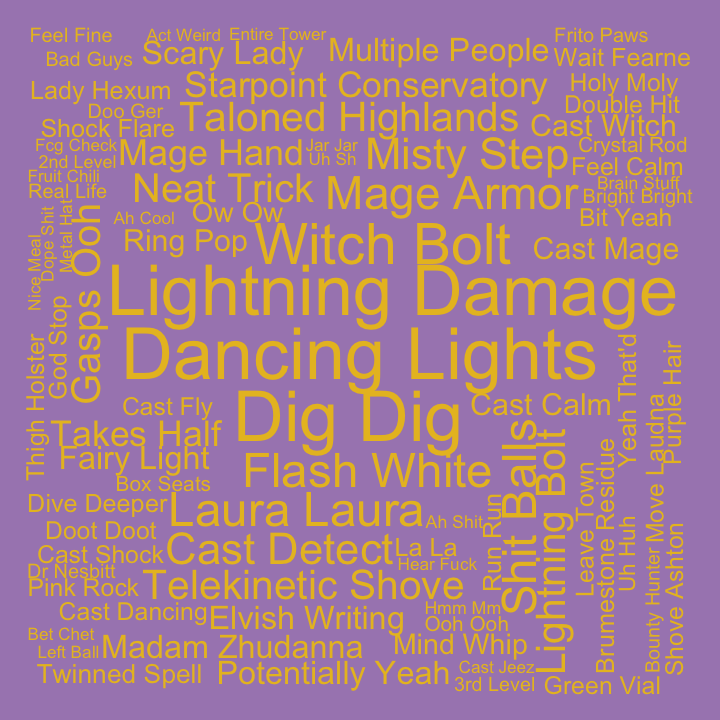 Feel Fine
Act Weird
Entire Tower
Frito Paws
Bad Guys
Scary Lady
Multiple People
Wait Fearne
Lady Hexum
Starpoint Conservatory
Holy Moly
Doo Ger
Taloned Highlands
Double Hit
Shock Flare
Cast Witch
Fcg Check
Mage Hand
Jar Jar
Misty Step
Crystal Rod
2nd Level
Uh Sh
Feel Calm
Fruit Chili
Real Life
Neat Trick
Mage Armor
Brain Stuff
Bright Bright
Ah Cool
Ow Ow
Bit Yeah
Ring Pop
Witch Bolt
Cast Mage
Nice Meal
Dope Shit
Metal Hat
Gasps Ooh
Lightning Damage
Dancing Lights
God Stop
Thigh Holster
Cast Fly
Dig Dig
Cast Calm
Yeah That'd
Purple Hair
Takes Half
Fairy Light
Flash White
Box Seats
Dive Deeper
Laura Laura
Ah Shit
Run Run
Shit Balls
Lightning Bolt
Leave Town
Brumestone Residue
Uh Huh
Move Laudna
Bounty Hunter
Shove Ashton
Doot Doot
Cast Shock
Cast Detect
La La
Hear Fuck
Dr Nesbitt
Pink Rock
Telekinetic Shove
Cast Dancing
Elvish Writing
Hmm Mm
Ooh Ooh
Bet Chet
Left Ball
Madam Zhudanna
Mind Whip
Twinned Spell
Potentially Yeah
Cast Jeez
3rd Level
Green Vial